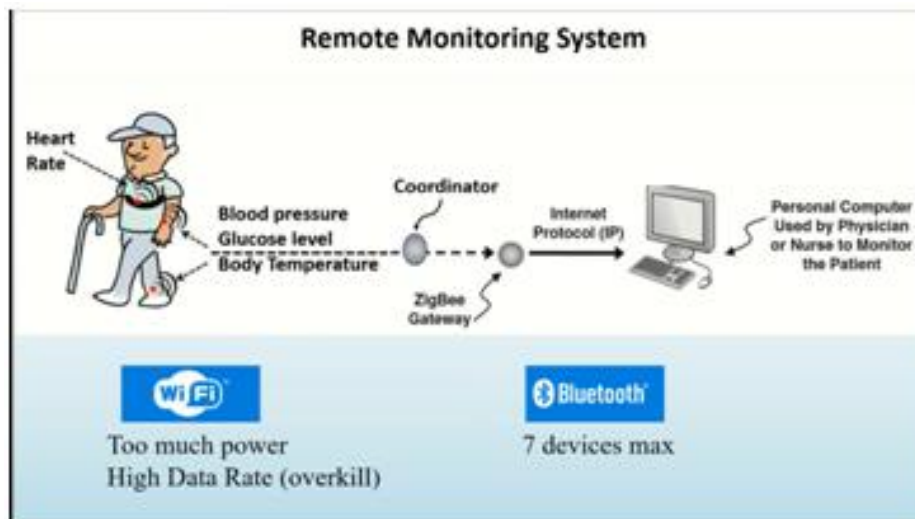 Remote Monitoring System
Heart
Rate
Blood pressure
Glucose level
Body Temperature
Coordinator
ZigBee
Gateway
Internet
Protocol (IP)
Personal Computer
Used by Physician
or Nurse to Monitor
the Patient
WiFi
Too much power
High Data Rate (overkill)
Bluetooth
7 devices max